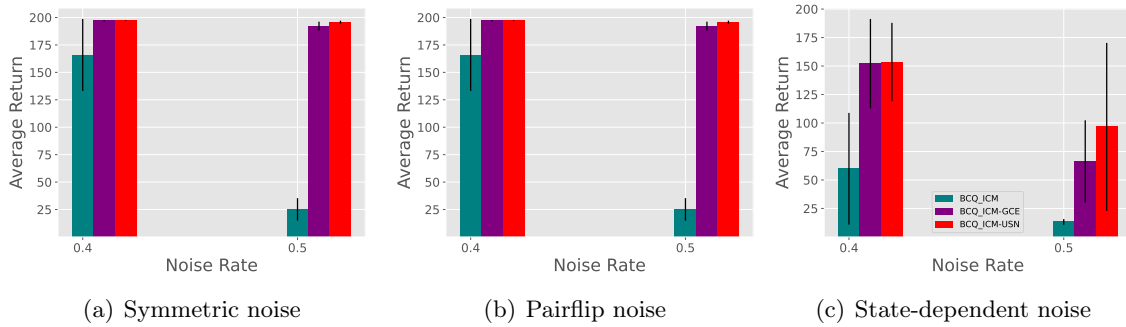 200
175
150
125
100
75
50
25
Average Return
0.4
0.5
Noise Rate
(a) Symmetric noise
200
175
150
125
100
75
50
25
Average Return
0.4
0.5
Noise Rate
(b) Pairflip noise
200
175
150
125
100
75
50
25
Average Return
BCQ_ICM
BCQ_ICM-GCE
BCQ_ICM-USN
0.4
0.5
Noise Rate
(c) State-dependent noise